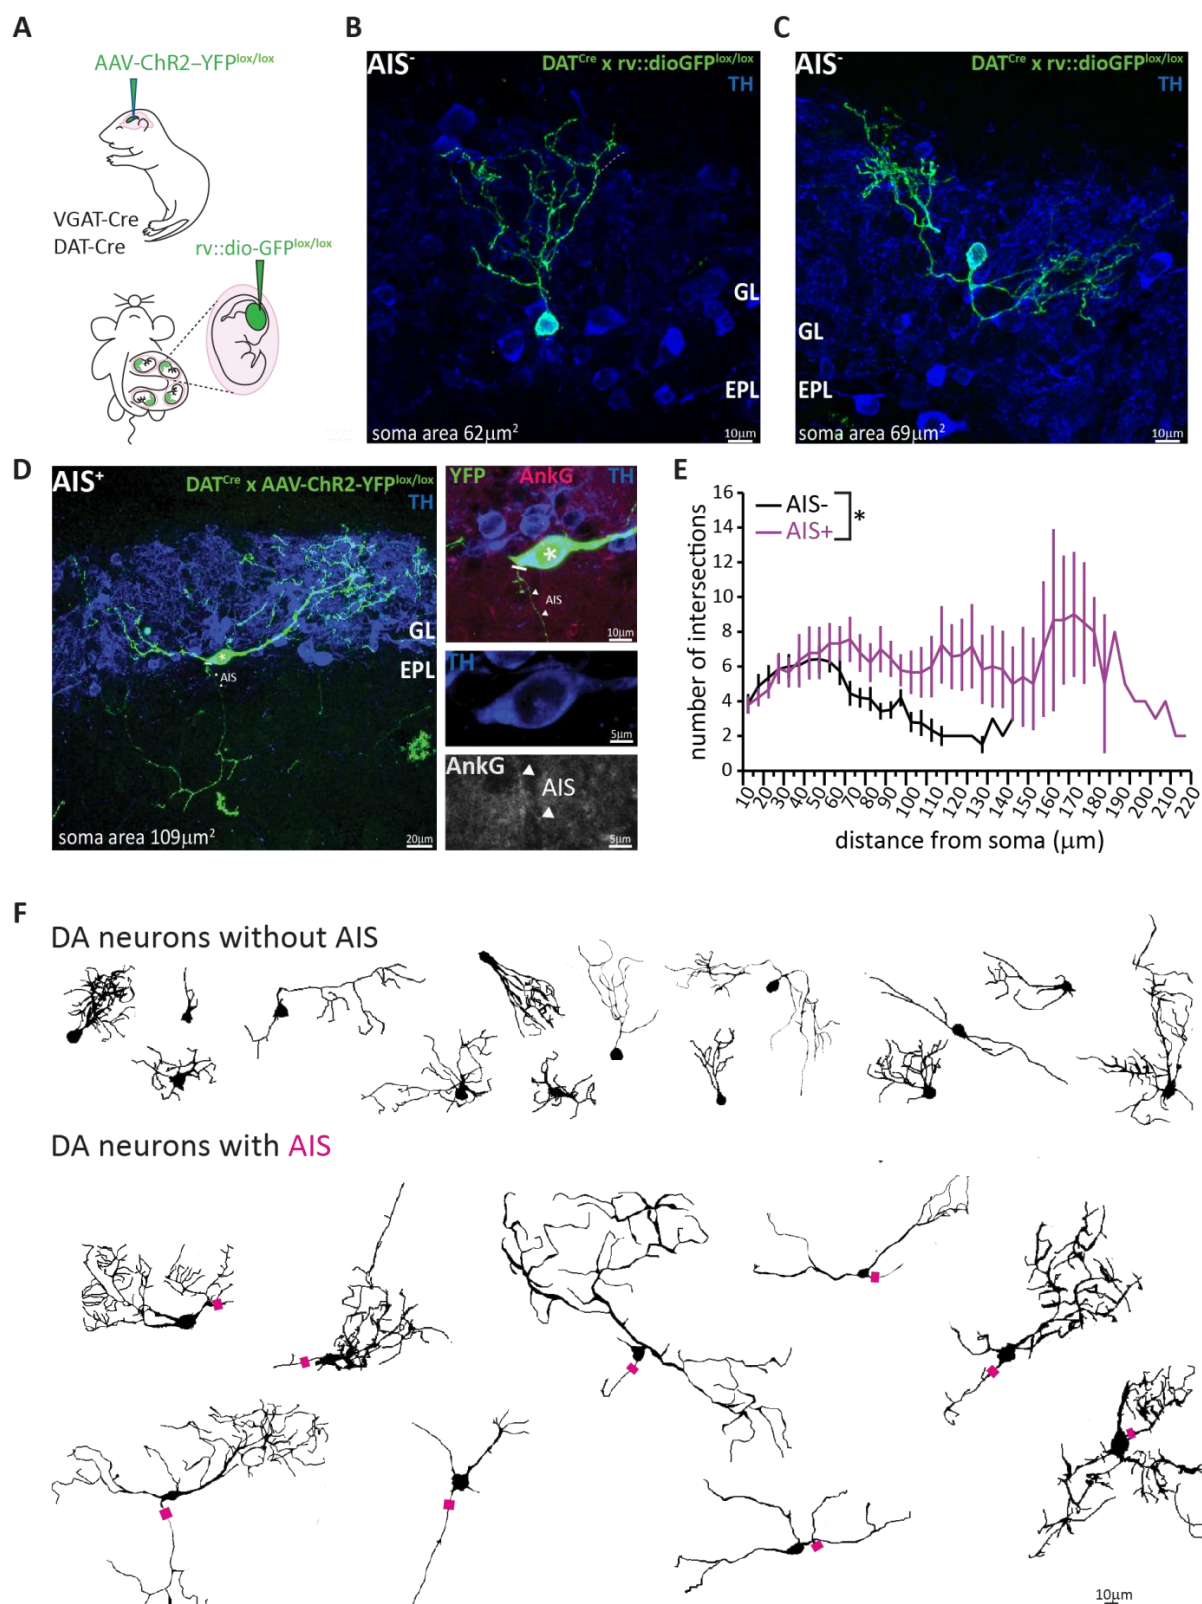 A
AAV-ChR2–YFPlox/lox
VGAT-Cre
DAT-Cre
rv::dio-GFPlox/lox
B
AIS-
DATCre x rv::dioGFPlox/lox
TH
GL
EPL
soma area 62µm2
10µm
C
AIS-
DATCre x rv::dioGFPlox/lox
TH
GL
EPL
soma area 69µm2
10µm
D
AIS+
DATCre x AAV-ChR2-YFPlox/lox
TH
GL
EPL
*
AIS
soma area 109µm2
20µm
YFP AnkG TH
*
AIS
10µm
TH
5µm
AnkG
AIS
5µm
E
number of intersections
16
14
12
10
8
6
4
2
0
AIS-
AIS+
*
10 20 30 40 50 60 70 80 90 100 110 120 130 140 150 160 170 180 190 200 210 220
distance from soma (µm)
F
DA neurons without AIS
DA neurons with AIS
10µm